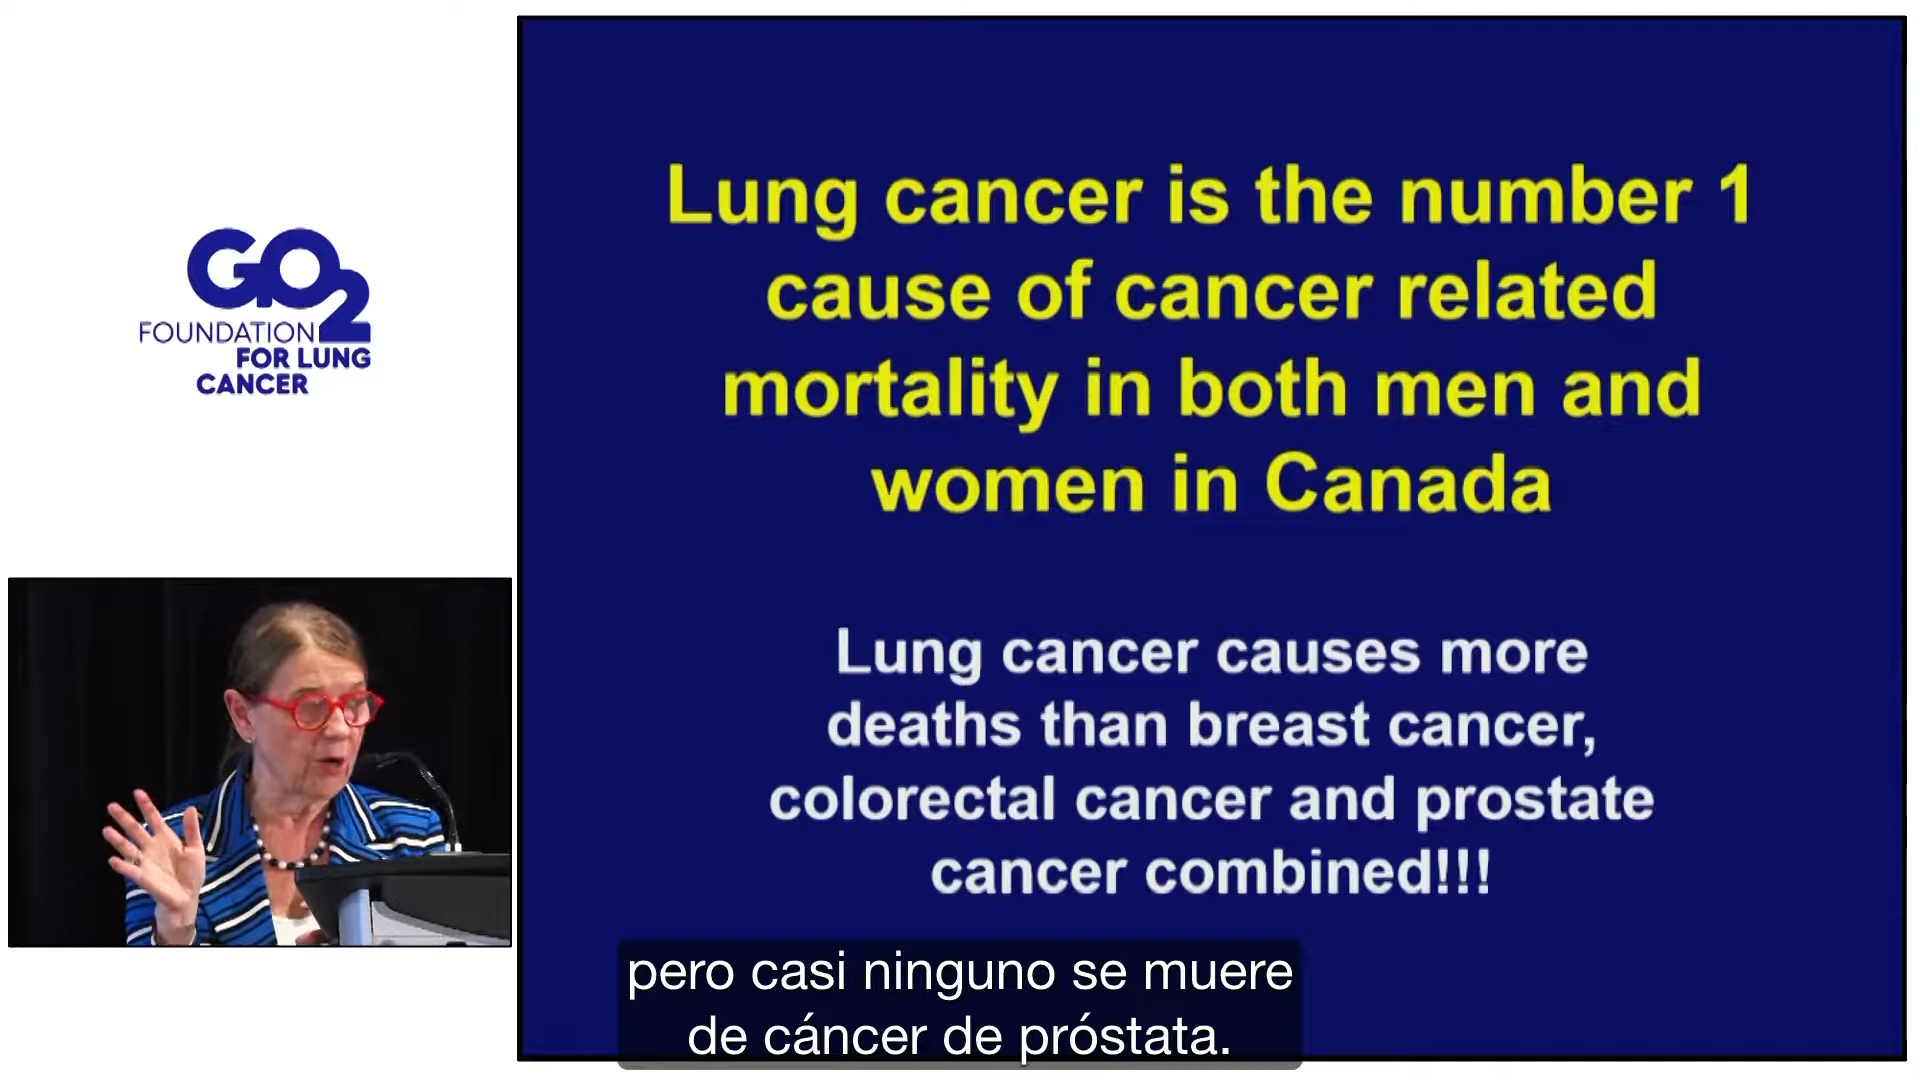 GO2
FOUNDATION
FOR LUNG
CANCER
Lung cancer is the number 1
cause of cancer related
mortality in both men and
women in Canada
Lung cancer causes more
deaths than breast cancer,
colorectal cancer and prostate
cancer combined!!!
pero casi ninguno se muere
de cáncer de próstata.